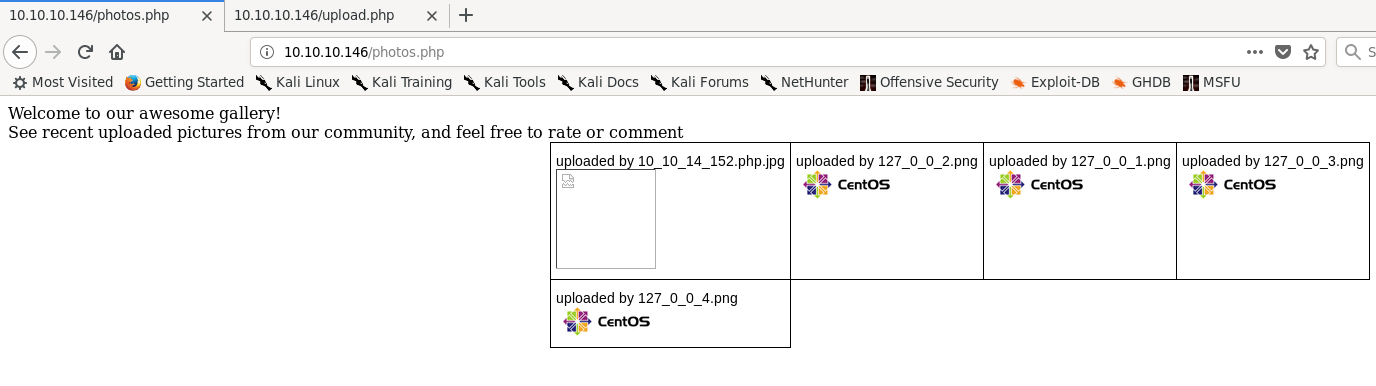 10.10.10.146/photos.php 10.10.10.146/upload.php
10.10.10.146/photos.php S
Most Visited Getting Started Kali Linux Kali Training Kali Tools Kali Docs Kali Forums NetHunter Offensive Security Exploit-DB GHDB MSFU
Welcome to our awesome gallery!
See recent uploaded pictures from our community, and feel free to rate or comment
uploaded by 10_10_14_152.php.jpg uploaded by 127_0_0_2.png uploaded by 127_0_0_1.png uploaded by 127_0_0_3.png
CentOS CentOS CentOS
uploaded by 127_0_0_4.png
CentOS